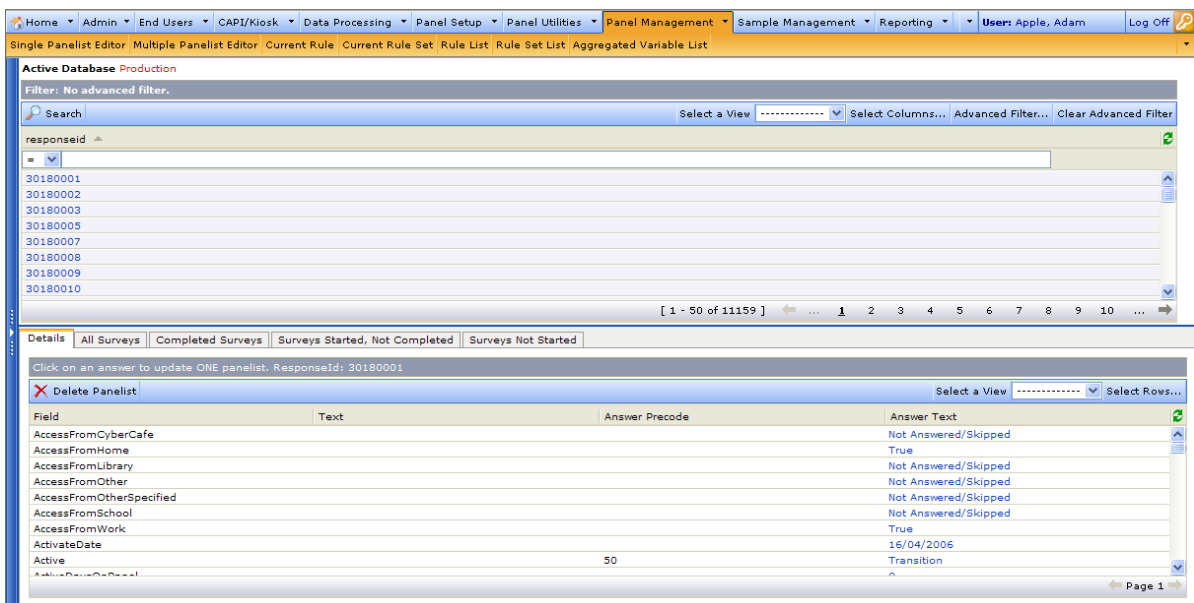 Home Admin End Users CAPI/Kiosk Data Processing Panel Setup Panel Utilities Panel Management Sample Management Reporting User: Apple, Adam Log Off
Single Panelist Editor Multiple Panelist Editor Current Rule Current Rule Set Rule List Rule Set List Aggregated Variable List
Active Database Production
Filter: No advanced filter.
Search Select a View ------------- Select Columns... Advanced Filter... Clear Advanced Filter
responseid
=
30180001
30180002
30180003
30180005
30180007
30180008
30180009
30180010
[ 1 - 50 of 11159 ] ... 1 2 3 4 5 6 7 8 9 10 ...
Details All Surveys Completed Surveys Surveys Started, Not Completed Surveys Not Started
Click on an answer to update ONE panelist. ResponseId: 30180001
Delete Panelist Select a View ------------- Select Rows...
Field Text Answer Precode Answer Text
AccessFromCyberCafe Not Answered/Skipped
AccessFromHome True
AccessFromLibrary Not Answered/Skipped
AccessFromOther Not Answered/Skipped
AccessFromOtherSpecified Not Answered/Skipped
AccessFromSchool Not Answered/Skipped
AccessFromWork True
ActivateDate 16/04/2006
Active 50 Transition
Page 1